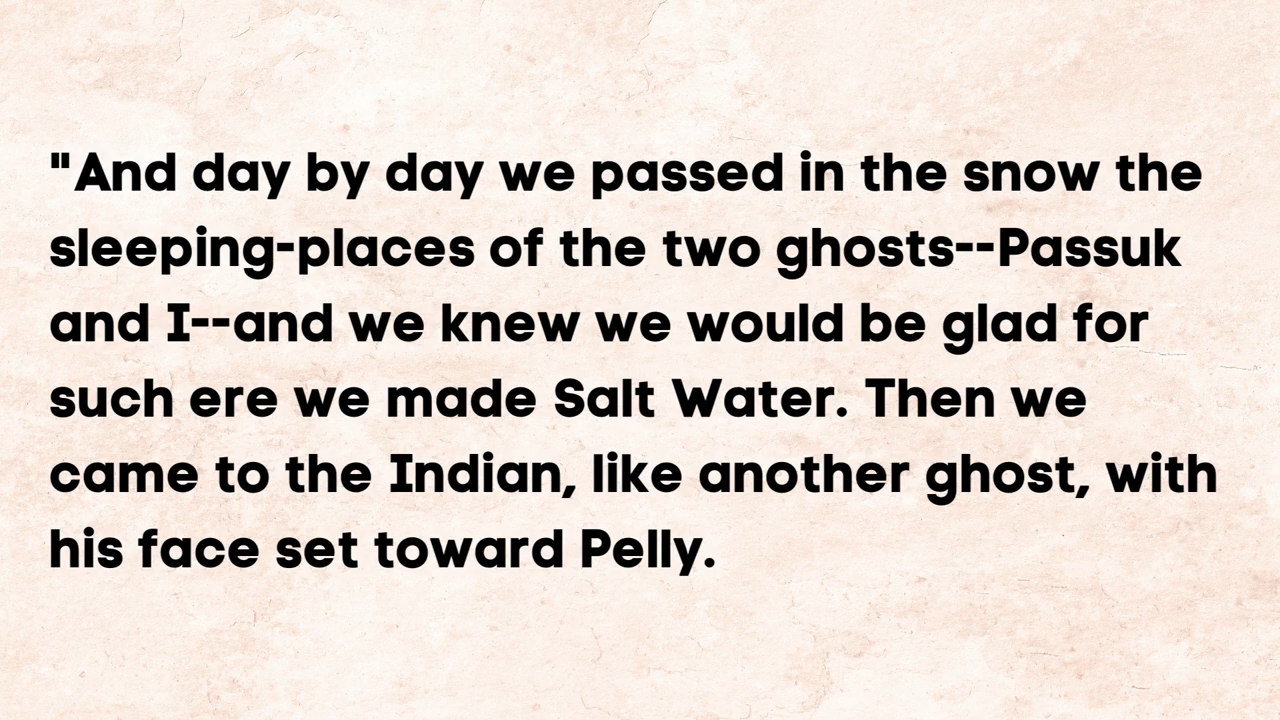 "And day by day we passed in the snow the
sleeping-places of the two ghosts--Passuk
and I--and we knew we would be glad for
such ere we made Salt Water. Then we
came to the Indian, like another ghost, with
his face set toward Pelly.